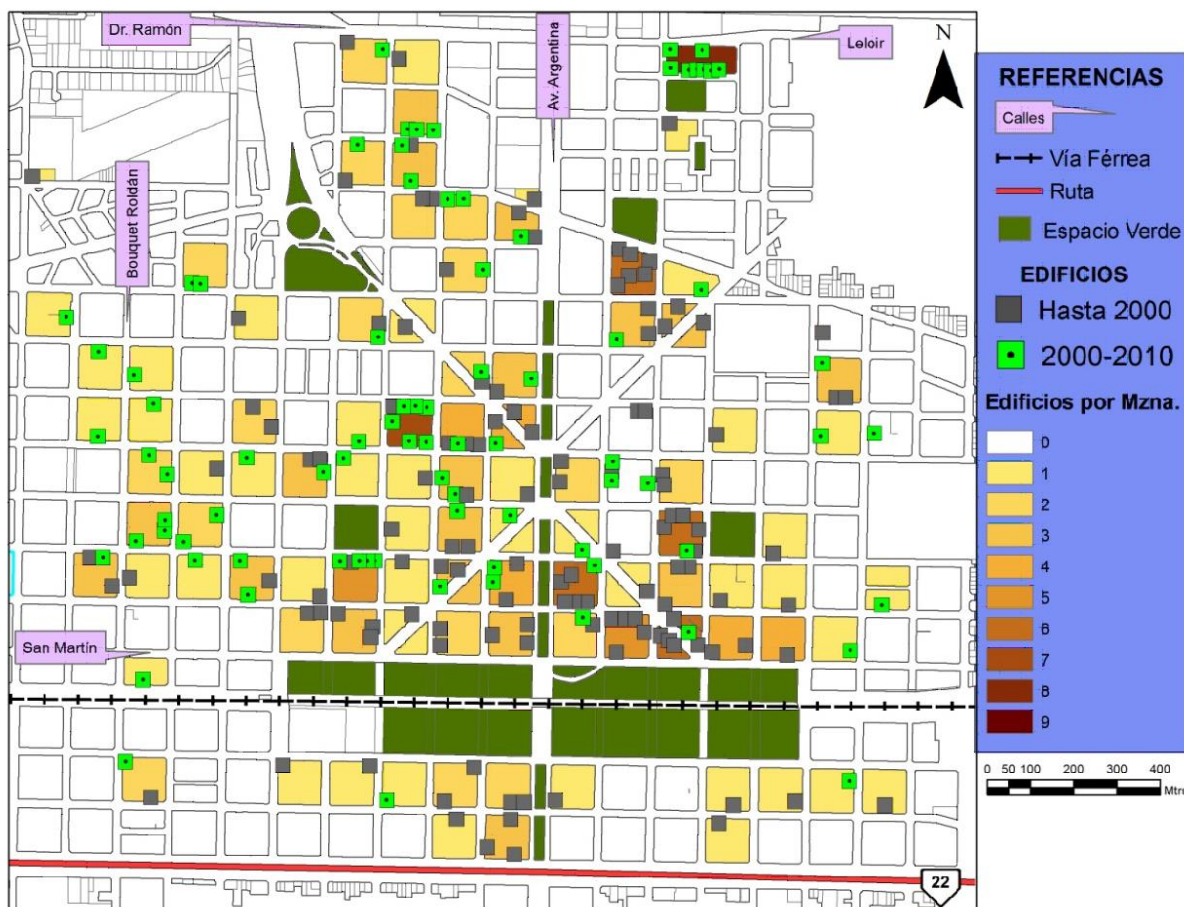 Dr. Ramón
Av. Argentina
Leloir
N
Bouquet Roldán
San Martín
22
REFERENCIAS
Calles
Vía Férrea
Ruta
Espacio Verde
EDIFICIOS
Hasta 2000
2000-2010
Edificios por Mzna.
0
1
2
3
4
5
6
7
8
9
0 50 100 200 300 400
Mtr